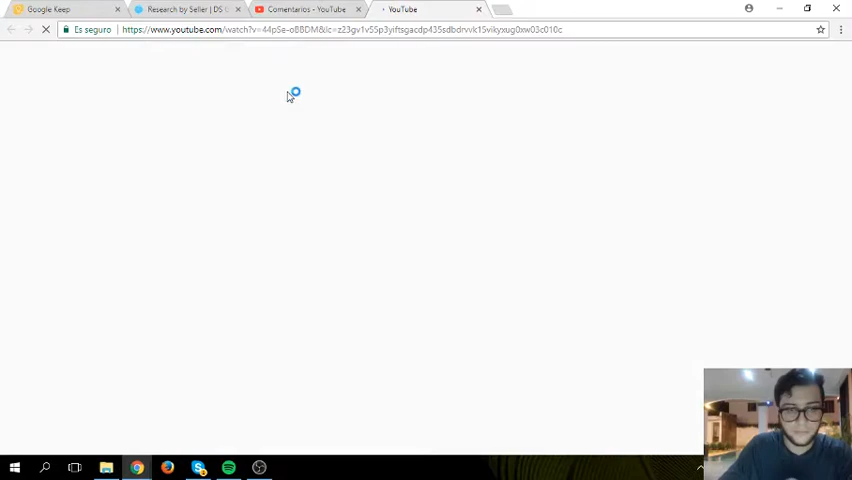 Google Keep
Research by Seller | DS
Comentarios - YouTube
YouTube
Es seguro
https://www.youtube.com/watch?v=44pSe-oBBDM&lc=z23gv1v55p3yiftsgacdp435sdbdrvvk15vikyxug0xw03c010c